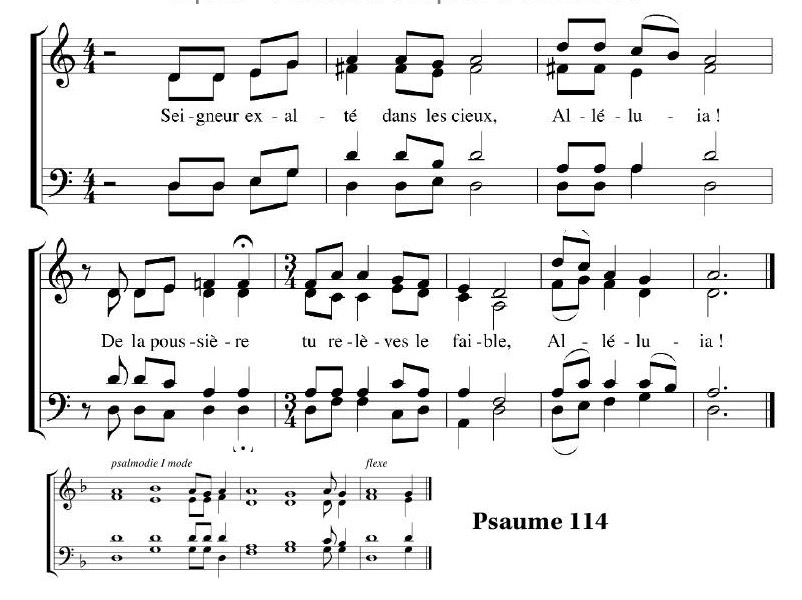 Sei - gneur ex - al - té dans les cieux, Al - lé - lu - ia !
De la pous - siè - re tu re - lè - ves le fai - ble, Al - lé - lu - ia !
psalmodie I mode flexe
Psaume 114